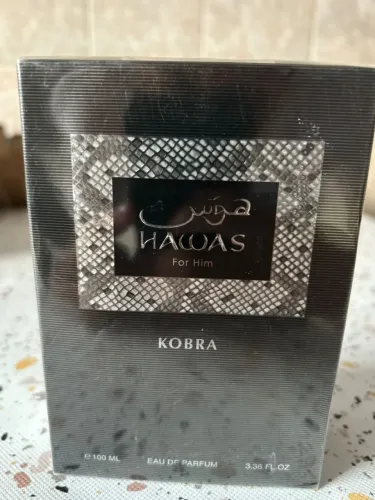 هوس
HAWAS
For Him
KOBRA
℮100 ML EAU DE PARFUM 3.38 FL.OZ